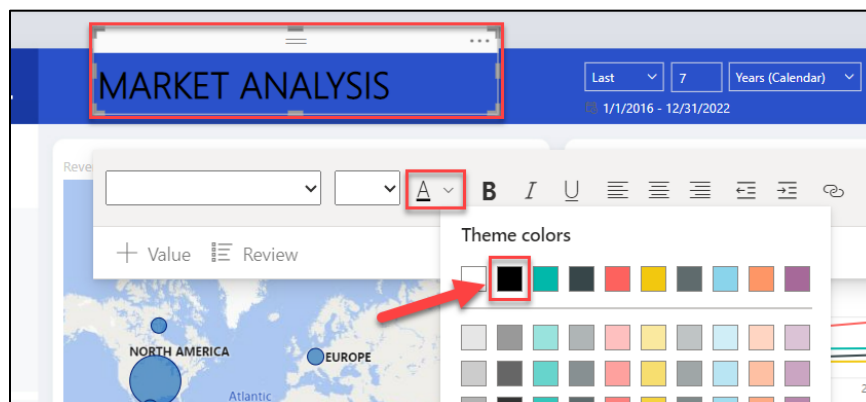 MARKET ANALYSIS
Last 7 Years (Calendar)
1/1/2016 - 12/31/2022
Reve
A B I U
Value Review
Theme colors
NORTH AMERICA
EUROPE
Atlantic
2